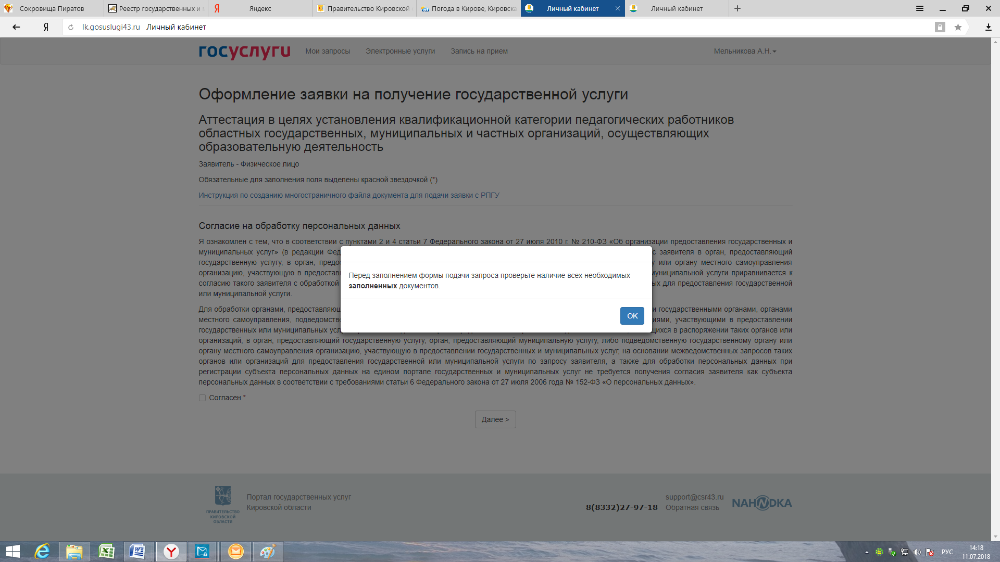 Сокровища Пиратов
Реестр государственных и
Яндекс
Правительство Кировской
Погода в Кирове, Кировска
Личный кабинет
Личный кабинет
lk.gosuslugi43.ru Личный кабинет
госуслуги
Мои запросы
Электронные услуги
Запись на прием
Мельникова А.Н.
Оформление заявки на получение государственной услуги
Аттестация в целях установления квалификационной категории педагогических работников
областных государственных, муниципальных и частных организаций, осуществляющих
образовательную деятельность
Заявитель - Физическое лицо
Обязательные для заполнения поля выделены красной звездочкой (*)
Инструкция по созданию многостраничного файла документа для подачи заявки с РПГУ
Согласие на обработку персональных данных
Я ознакомлен с тем, что в соответствии с пунктами 2 и 4 статьи 7 Федерального закона от 27 июля 2010 г. № 210-ФЗ «Об организации предоставления государственных и
муниципальных услуг» (в редакции Фед с заявителя в орган, предоставляющий
государственную услугу, в орган, предо у или органу местного самоуправления
организацию, участвующую в предостав муниципальной услуги приравнивается к
согласию такого заявителя с обработкой ых для предоставления государственной
или муниципальной услуги.
Перед заполнением формы подачи запроса проверьте наличие всех необходимых
заполненных документов.
OK
Для обработки органами, предоставляющ и государственными органами, органами
местного самоуправления, подведомстве иями, участвующими в предоставлении
государственных или муниципальных усл щихся в распоряжении таких органов или
организаций, в орган, предоставляющий государственную услугу, орган, предоставляющий муниципальную услугу, либо подведомственную государственному органу или
органу местного самоуправления организацию, участвующую в предоставлении государственных и муниципальных услуг, на основании межведомственных запросов таких
органов или организаций для предоставления государственной или муниципальной услуги по запросу заявителя, а также для обработки персональных данных при
регистрации субъекта персональных данных на едином портале государственных и муниципальных услуг не требуется получения согласия заявителя как субъекта
персональных данных в соответствии с требованиями статьи 6 Федерального закона от 27 июля 2006 года № 152-ФЗ «О персональных данных».
Согласен *
Далее >
ПРАВИТЕЛЬСТВО
КИРОВСКОЙ
ОБЛАСТИ
Портал государственных услуг
Кировской области
8(8332)27-97-18
support@csr43.ru
Обратная связь
NAHODKA
РУС
14:18
11.07.2018